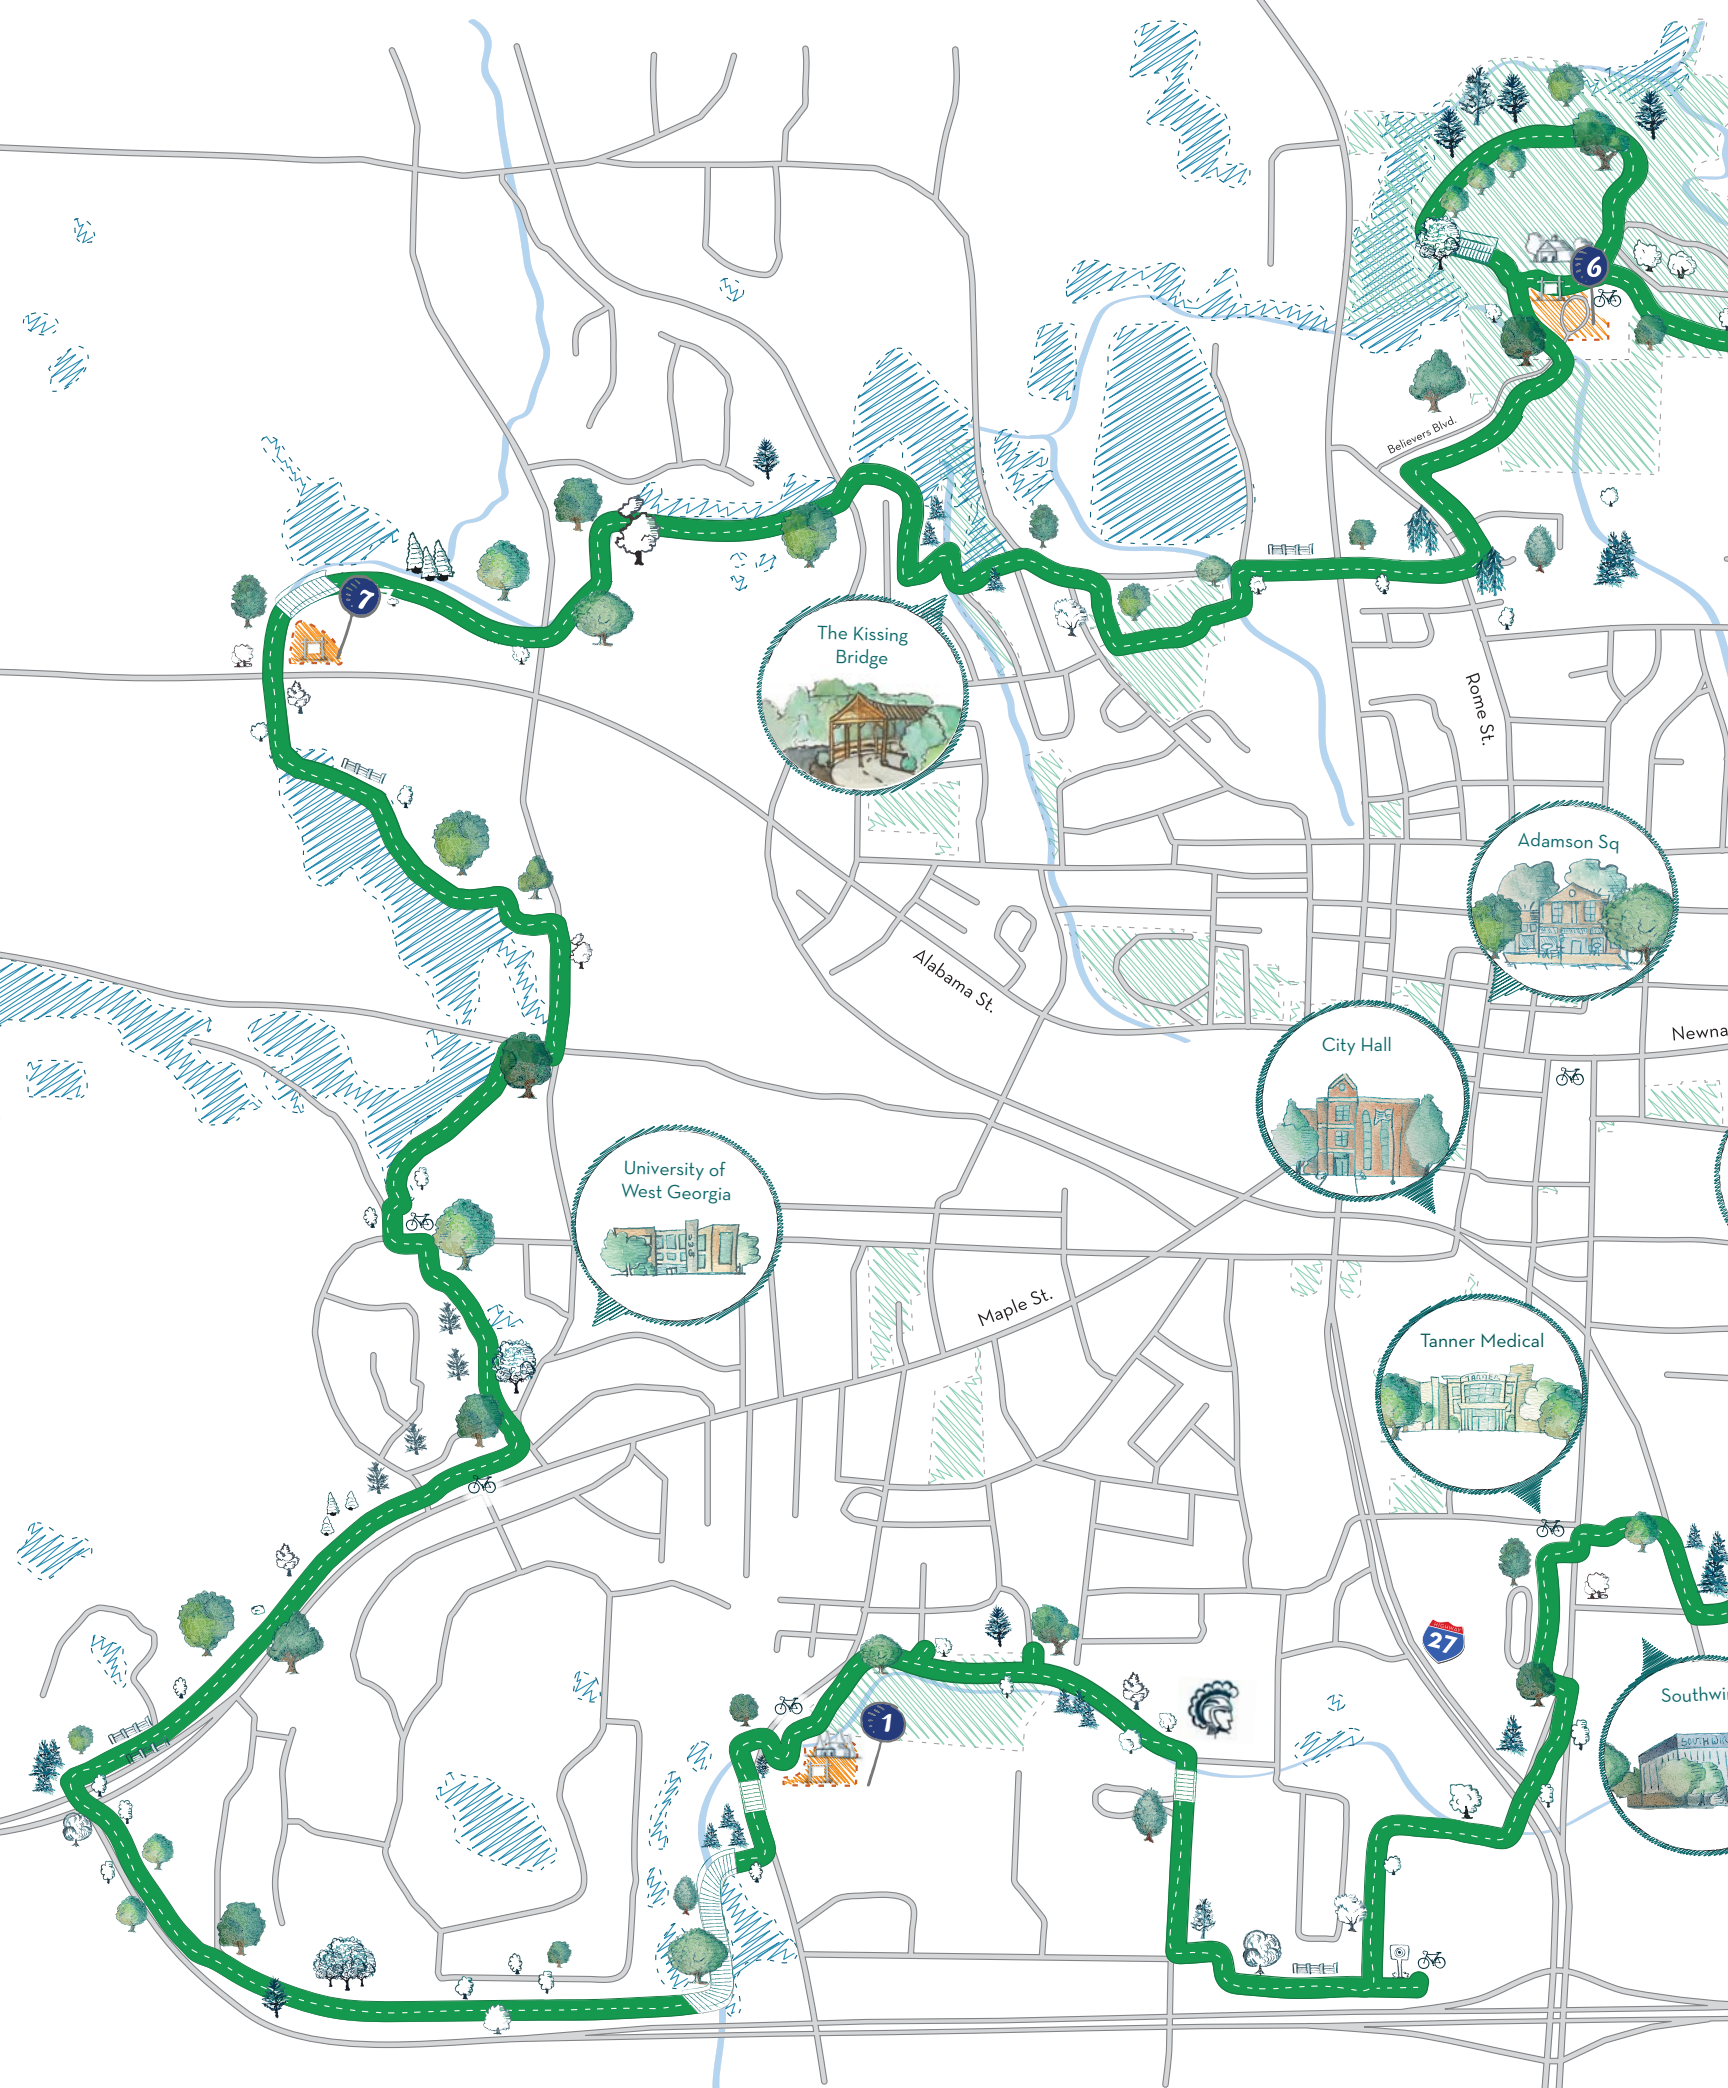 6
Believers Blvd.
7
The Kissing
Bridge
Rome St.
Adamson Sq
Alabama St.
City Hall
Newna
University of
West Georgia
Maple St.
Tanner Medical
27
Southwi
1